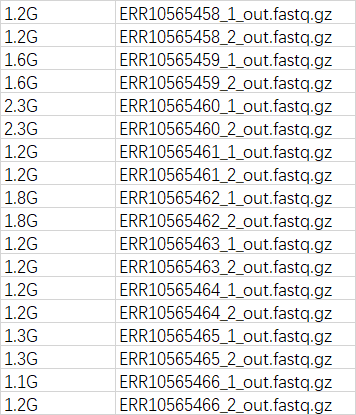 1.2G ERR10565458_1_out.fastq.gz
1.2G ERR10565458_2_out.fastq.gz
1.6G ERR10565459_1_out.fastq.gz
1.6G ERR10565459_2_out.fastq.gz
2.3G ERR10565460_1_out.fastq.gz
2.3G ERR10565460_2_out.fastq.gz
1.2G ERR10565461_1_out.fastq.gz
1.2G ERR10565461_2_out.fastq.gz
1.8G ERR10565462_1_out.fastq.gz
1.8G ERR10565462_2_out.fastq.gz
1.2G ERR10565463_1_out.fastq.gz
1.2G ERR10565463_2_out.fastq.gz
1.2G ERR10565464_1_out.fastq.gz
1.2G ERR10565464_2_out.fastq.gz
1.3G ERR10565465_1_out.fastq.gz
1.3G ERR10565465_2_out.fastq.gz
1.1G ERR10565466_1_out.fastq.gz
1.2G ERR10565466_2_out.fastq.gz